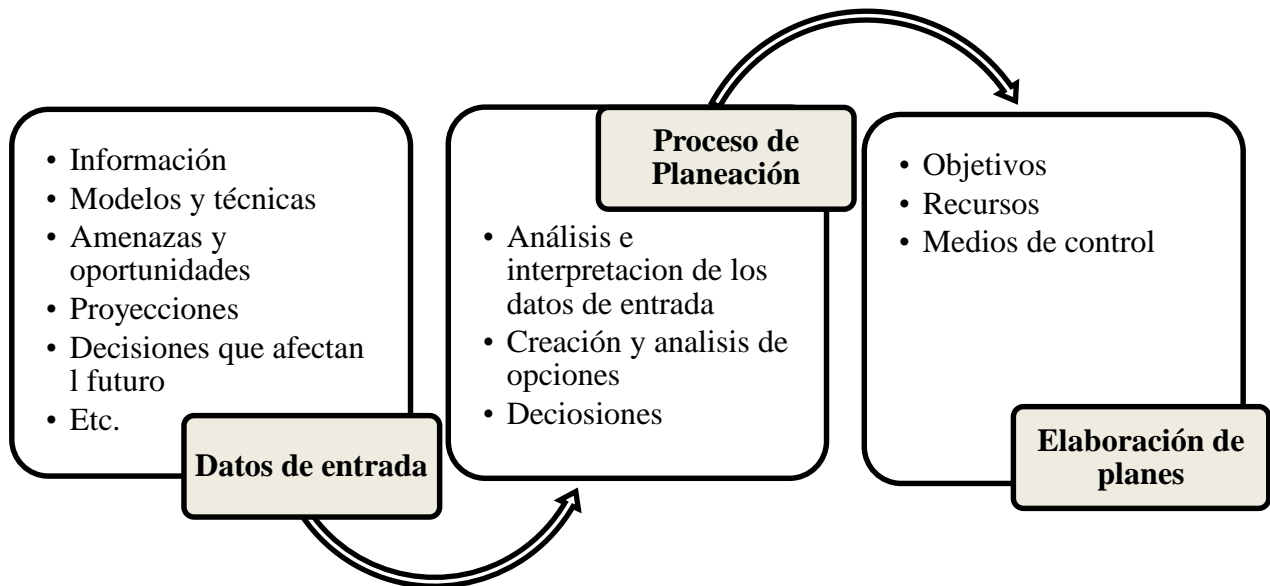 • Información
• Modelos y técnicas
• Amenazas y
oportunidades
• Proyecciones
• Decisiones que afectan
l futuro
• Etc.
Datos de entrada
Proceso de
Planeación
• Análisis e
interpretacion de los
datos de entrada
• Creación y analisis de
opciones
• Deciosiones
• Objetivos
• Recursos
• Medios de control
Elaboración de
planes